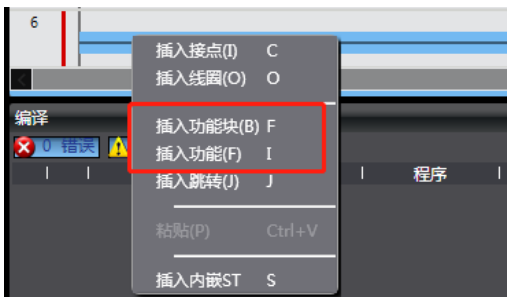 6
插入接点(I) C
插入线圈(O) O
插入功能块(B) F
插入功能(F) I
插入跳转(J) J
粘贴(P) Ctrl+V
插入内嵌ST S
编译
0 错误
程序